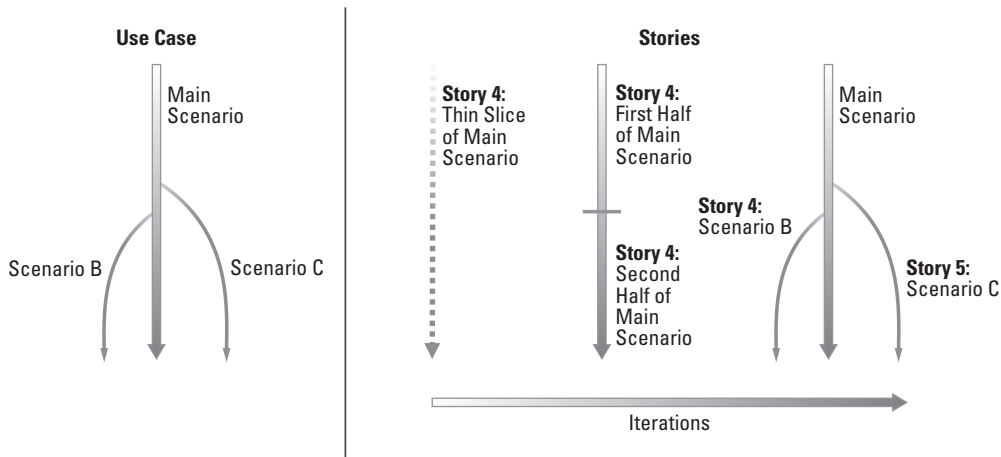 Use Case
Main
Scenario
Scenario B
Scenario C
Stories
Story 4:
Thin Slice
of Main
Scenario
Story 4:
First Half
of Main
Scenario
Story 4:
Second
Half of
Main
Scenario
Main
Scenario
Story 4:
Scenario B
Story 5:
Scenario C
Iterations